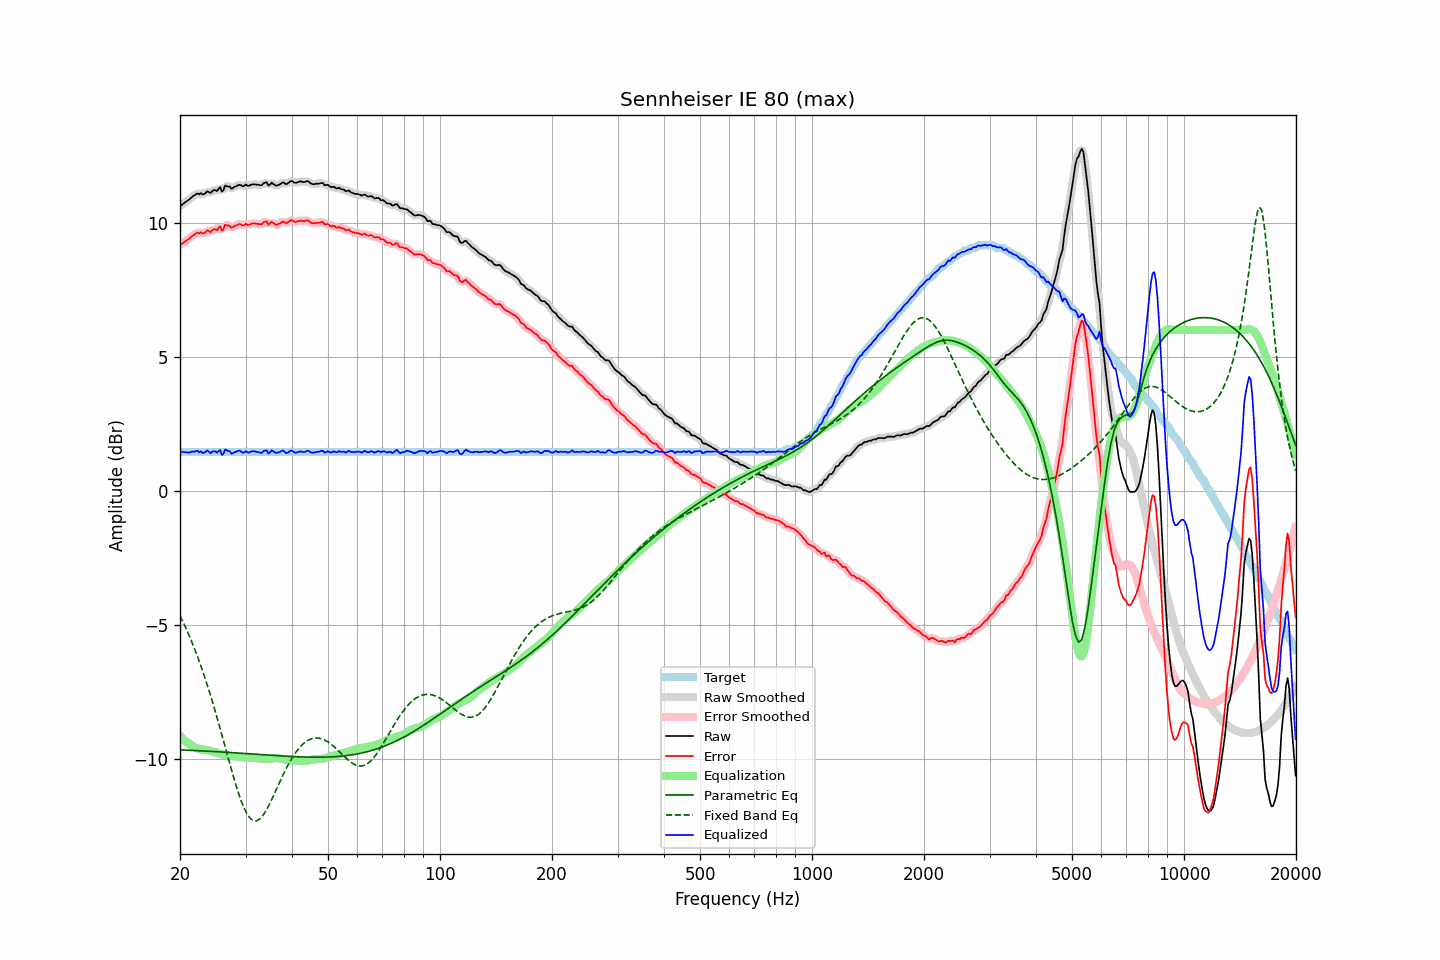 Sennheiser IE 80 (max)
10
5
0
−5
−10
Amplitude (dBr)
Target
Raw Smoothed
Error Smoothed
Raw
Error
Equalization
Parametric Eq
Fixed Band Eq
Equalized
20 50 100 200 500 1000 2000 5000 10000 20000
Frequency (Hz)